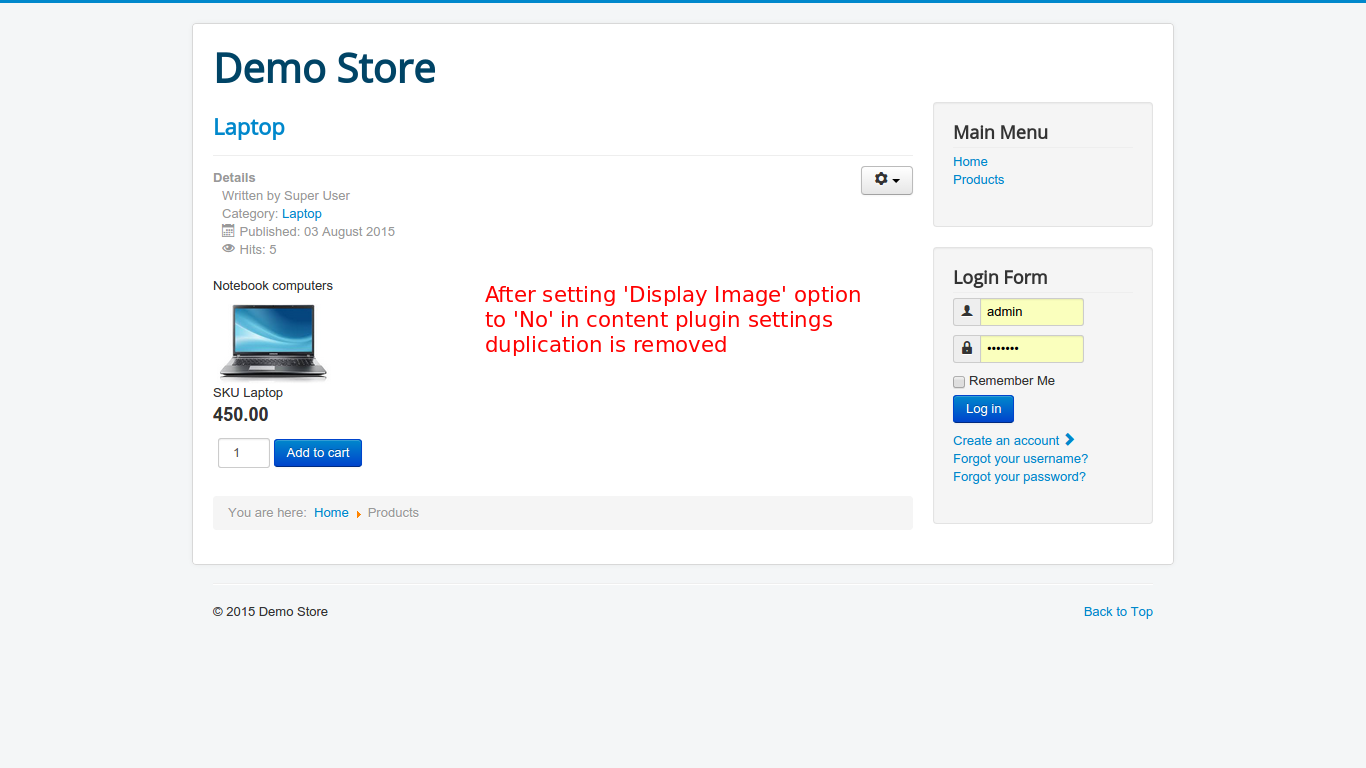 Demo Store
Laptop
Details
Written by Super User
Category: Laptop
Published: 03 August 2015
Hits: 5
Notebook computers
After setting 'Display Image' option
to 'No' in content plugin settings
duplication is removed
SKU Laptop
450.00
1
Add to cart
You are here: Home Products
Main Menu
Home
Products
Login Form
admin
•••••••
Remember Me
Log in
Create an account
Forgot your username?
Forgot your password?
© 2015 Demo Store
Back to Top